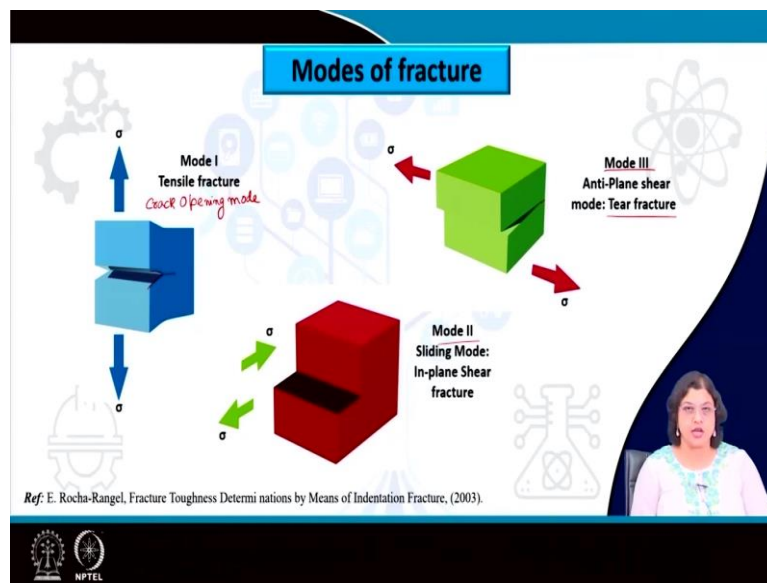 Modes of fracture
σ
Mode I
Tensile fracture
Crack Opening mode
σ
σ
Mode III
Anti-Plane shear
mode: Tear fracture
σ
σ
σ
Mode II
Sliding Mode:
In-plane Shear
fracture
Ref: E. Rocha-Rangel, Fracture Toughness Determi nations by Means of Indentation Fracture, (2003).
NPTEL